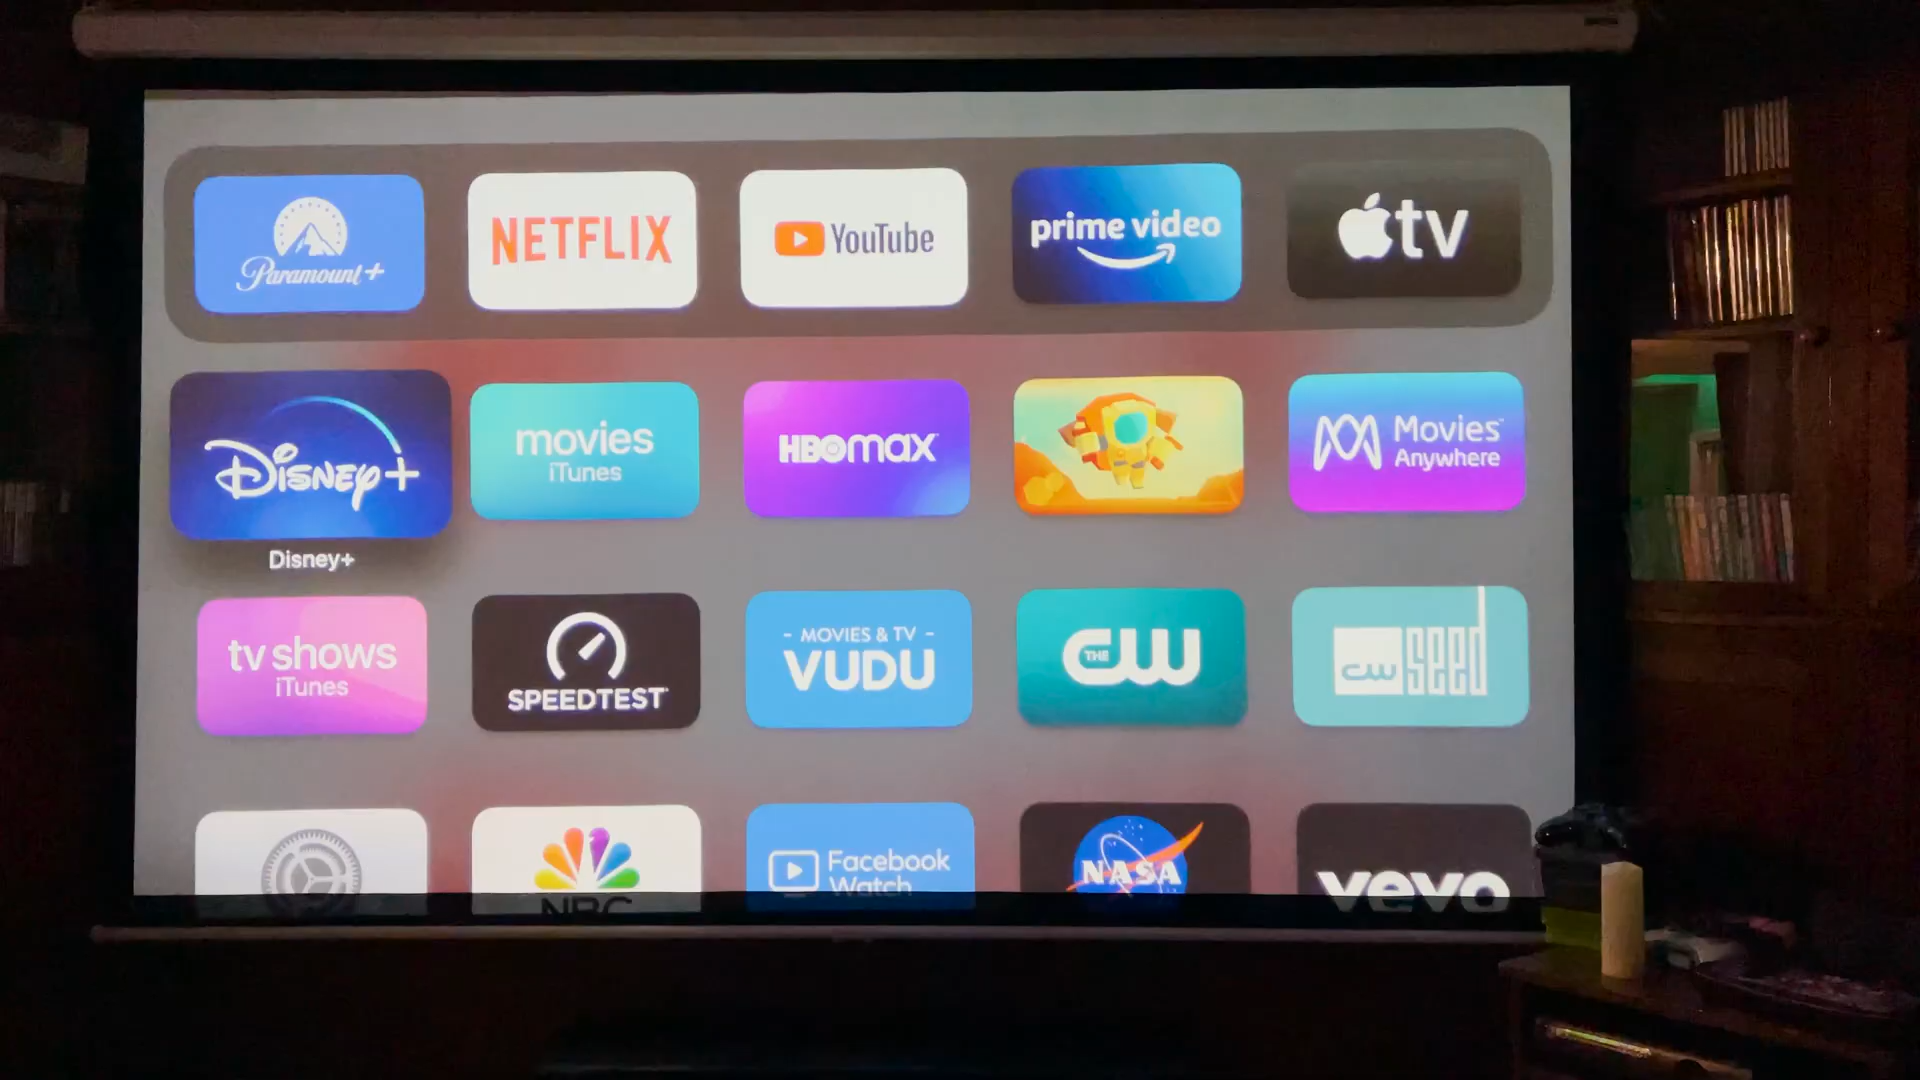 Paramount+
NETFLIX
YouTube
prime video
tv
Disney+
movies
iTunes
HBOmax
Movies
Anywhere
Disney+
tv shows
iTunes
SPEEDTEST
- MOVIES & TV -
VUDU
THE CW
CW seed
NBC
Facebook
Watch
NASA
vevo